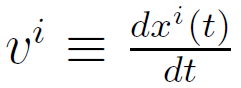 v^i ≡ dx^i(t)/dt